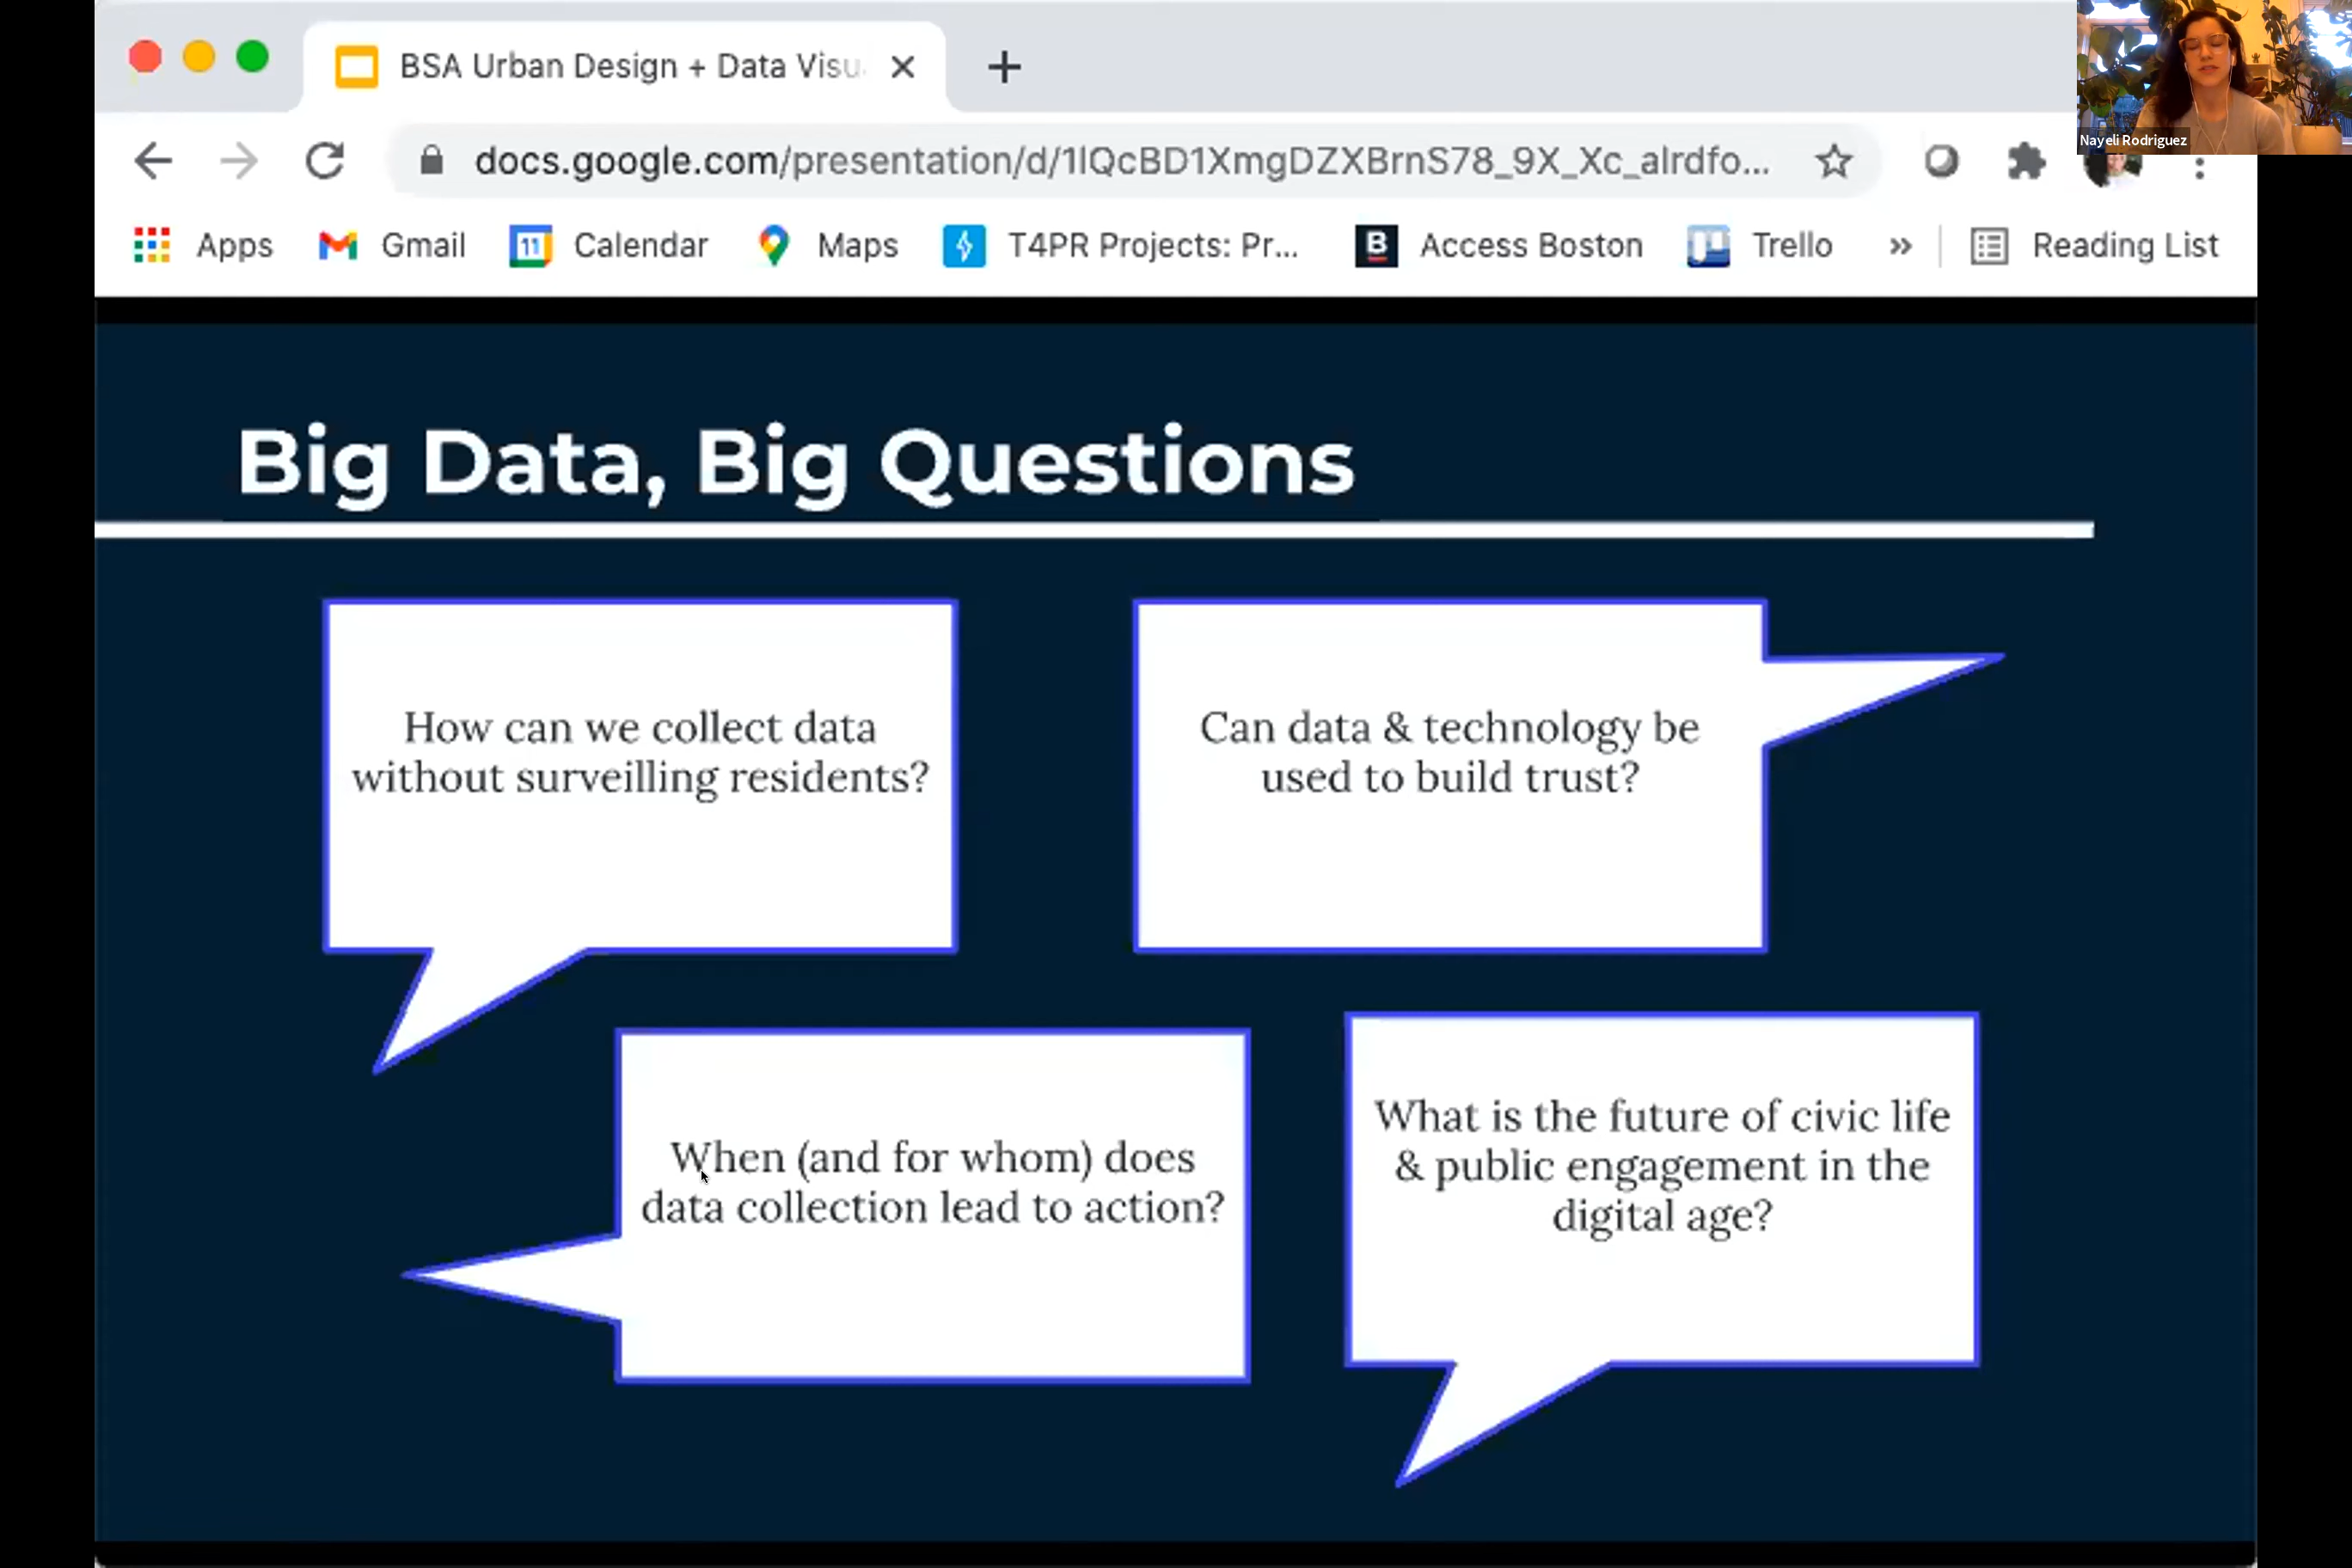 BSA Urban Design + Data Visu
docs.google.com/presentation/d/1lQcBD1XmgDZXBrnS78_9X_Xc_alrdfo...
Nayeli Rodriguez
Apps Gmail 11 Calendar Maps T4PR Projects: Pr... B Access Boston Trello » Reading List
Big Data, Big Questions
How can we collect data
without surveilling residents?
Can data & technology be
used to build trust?
When (and for whom) does
data collection lead to action?
What is the future of civic life
& public engagement in the
digital age?